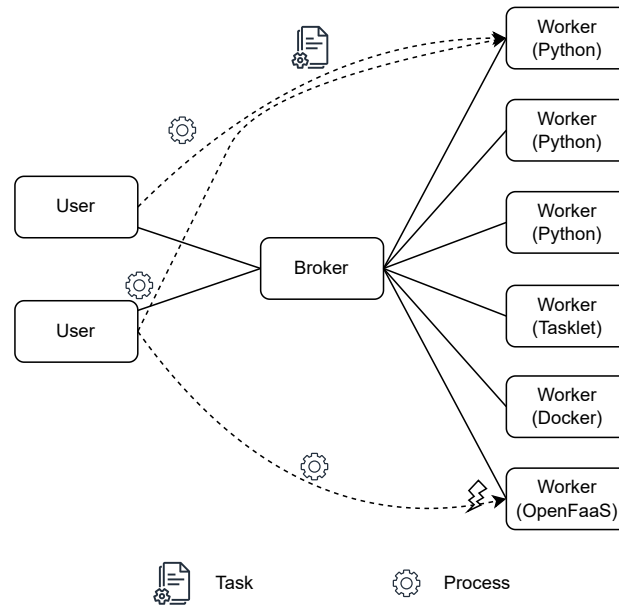 Worker
(Python)
Worker
(Python)
User
Worker
(Python)
Broker
User
Worker
(Tasklet)
Worker
(Docker)
Worker
(OpenFaaS)
Task
Process